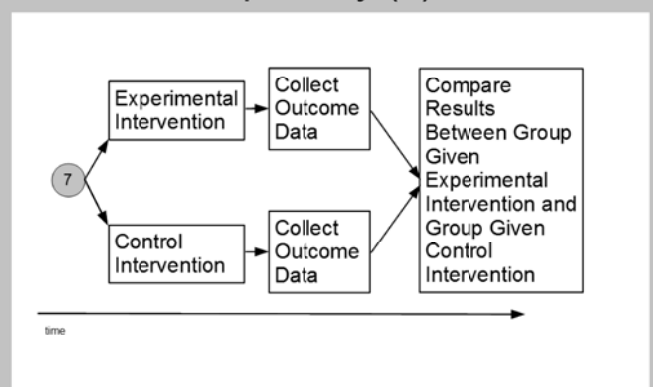 7
Experimental
Intervention
Collect
Outcome
Data
Control
Intervention
Collect
Outcome
Data
Compare
Results
Between Group
Given
Experimental
Intervention and
Group Given
Control
Intervention
time